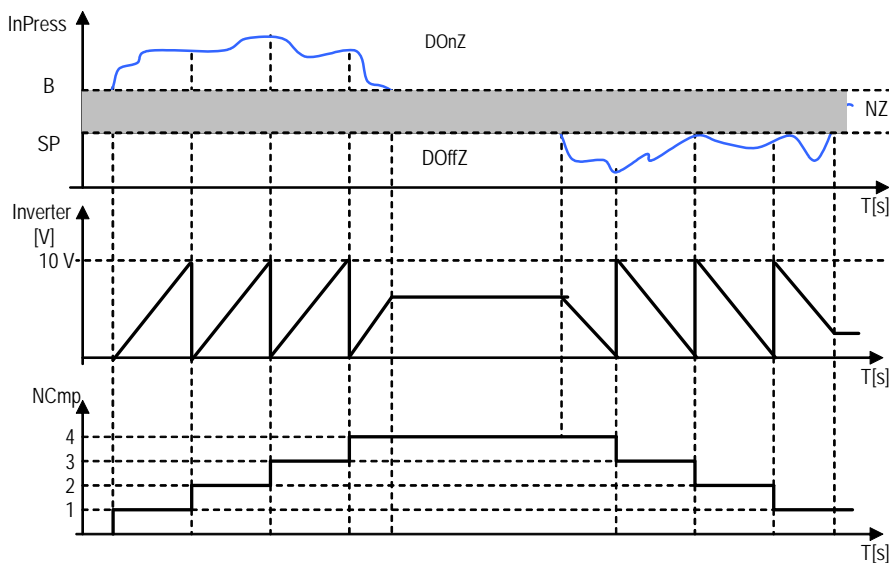 InPress
DOnZ
B
NZ
SP
DOffZ
T[s]
Inverter
[V]
10 V
T[s]
NCmp
4
3
2
1
T[s]